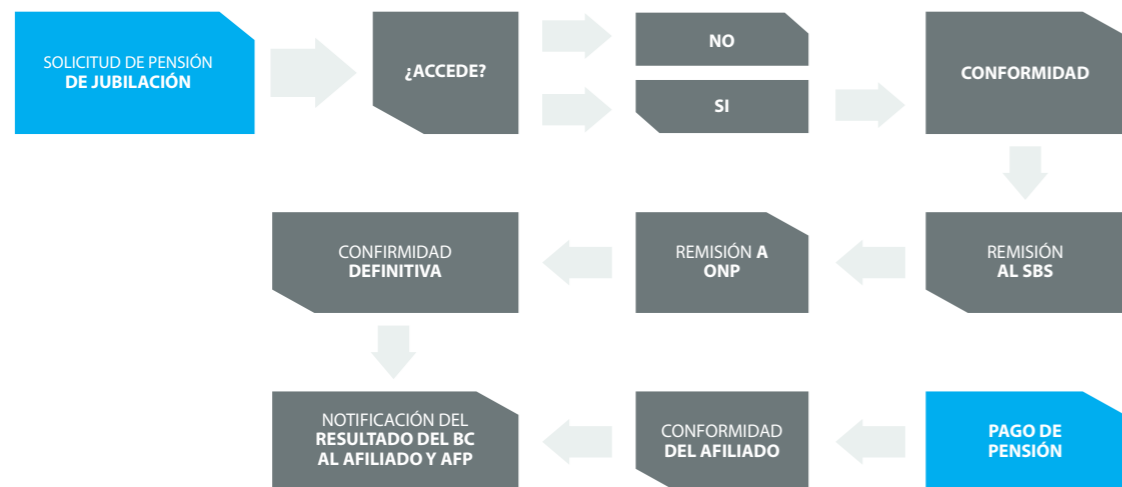 SOLICITUD DE PENSIÓN
DE JUBILACIÓN
¿ACCEDE?
NO
SI
CONFORMIDAD
REMISIÓN
AL SBS
REMISIÓN A
ONP
CONFIRMIDAD
DEFINITIVA
NOTIFICACIÓN DEL
RESULTADO DEL BC
AL AFILIADO Y AFP
CONFORMIDAD
DEL AFILIADO
PAGO DE
PENSIÓN